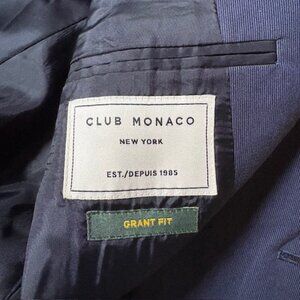 CLUB MONACO
NEW YORK
EST./DEPUIS 1985
GRANT FIT